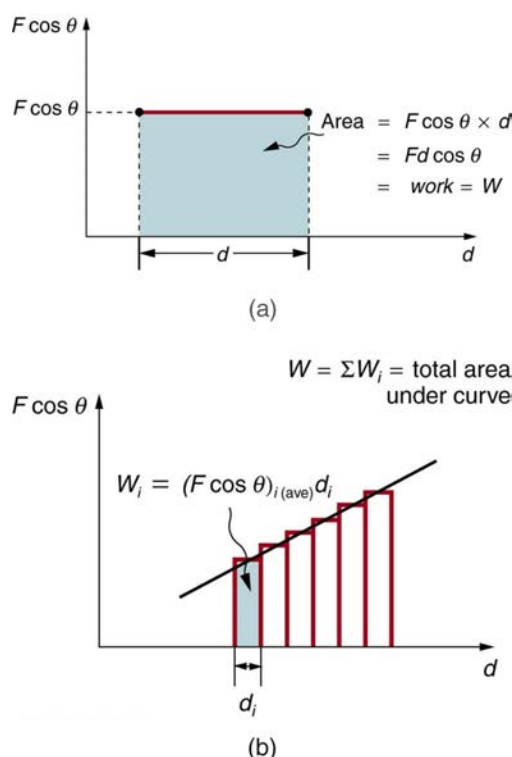 F cos θ
F cos θ
Area = F cos θ × d
= Fd cos θ
= work = W
d
d
(a)
W = ΣWi = total area
under curve
F cos θ
Wi = (F cos θ)i(ave)di
d
di
(b)